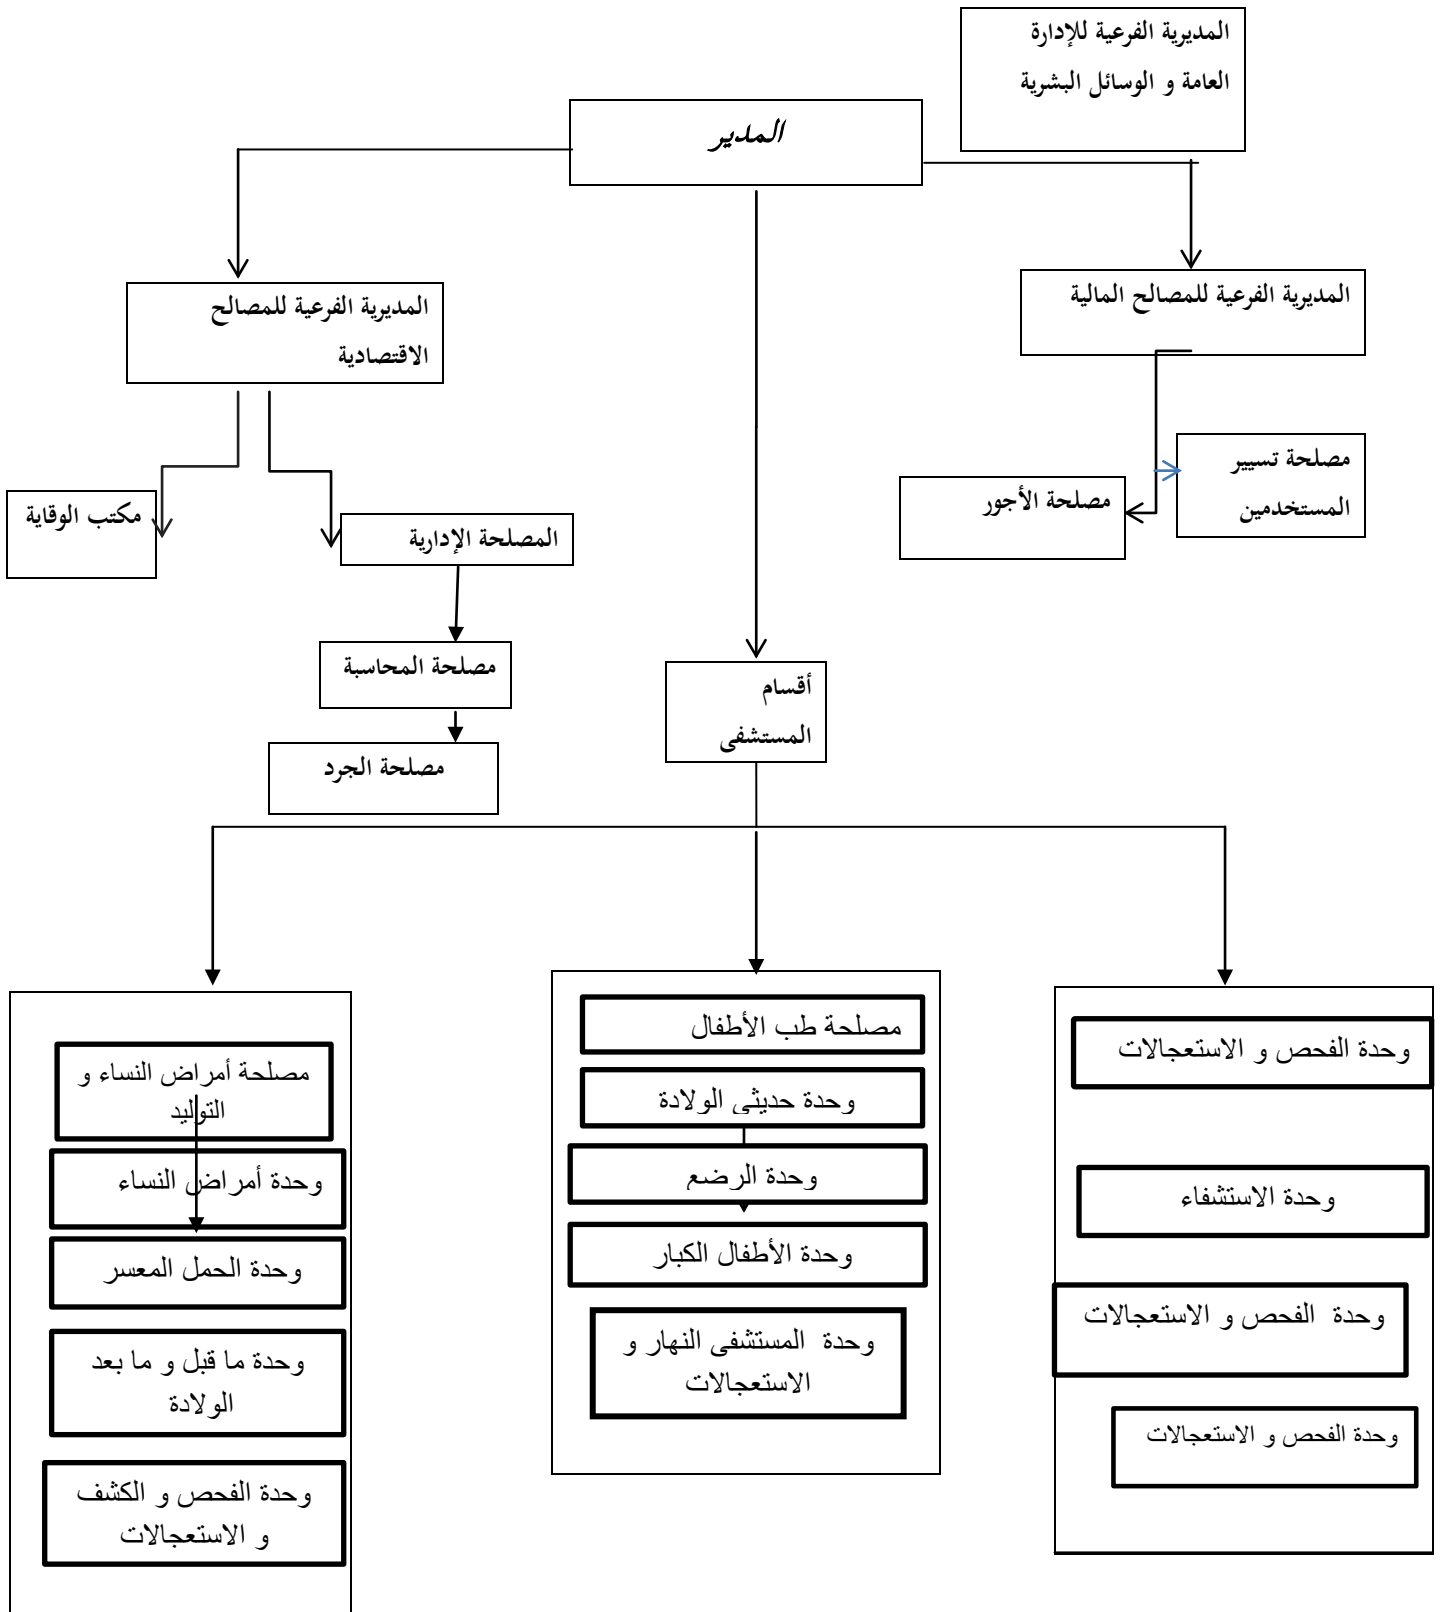 المديرية الفرعية للإدارة
العامة و الوسائل البشرية
المدير
المديرية الفرعية للمصالح المالية
المديرية الفرعية للمصالح
الاقتصادية
مصلحة تسيير
المستخدمين
مصلحة الأجور
المصلحة الإدارية
مكتب الوقاية
مصلحة المحاسبة
مصلحة الجرد
أقسام
المستشفى
وحدة الفحص و الاستعجالات
وحدة الاستشفاء
وحدة الفحص و الاستعجالات
وحدة الفحص و الاستعجالات
مصلحة طب الأطفال
وحدة حديثي الولادة
وحدة الرضع
وحدة الأطفال الكبار
وحدة المستشفى النهار و
الاستعجالات
مصلحة أمراض النساء و
التوليد
وحدة أمراض النساء
وحدة الحمل المعسر
وحدة ما قبل و ما بعد
الولادة
وحدة الفحص و الكشف
و الاستعجالات